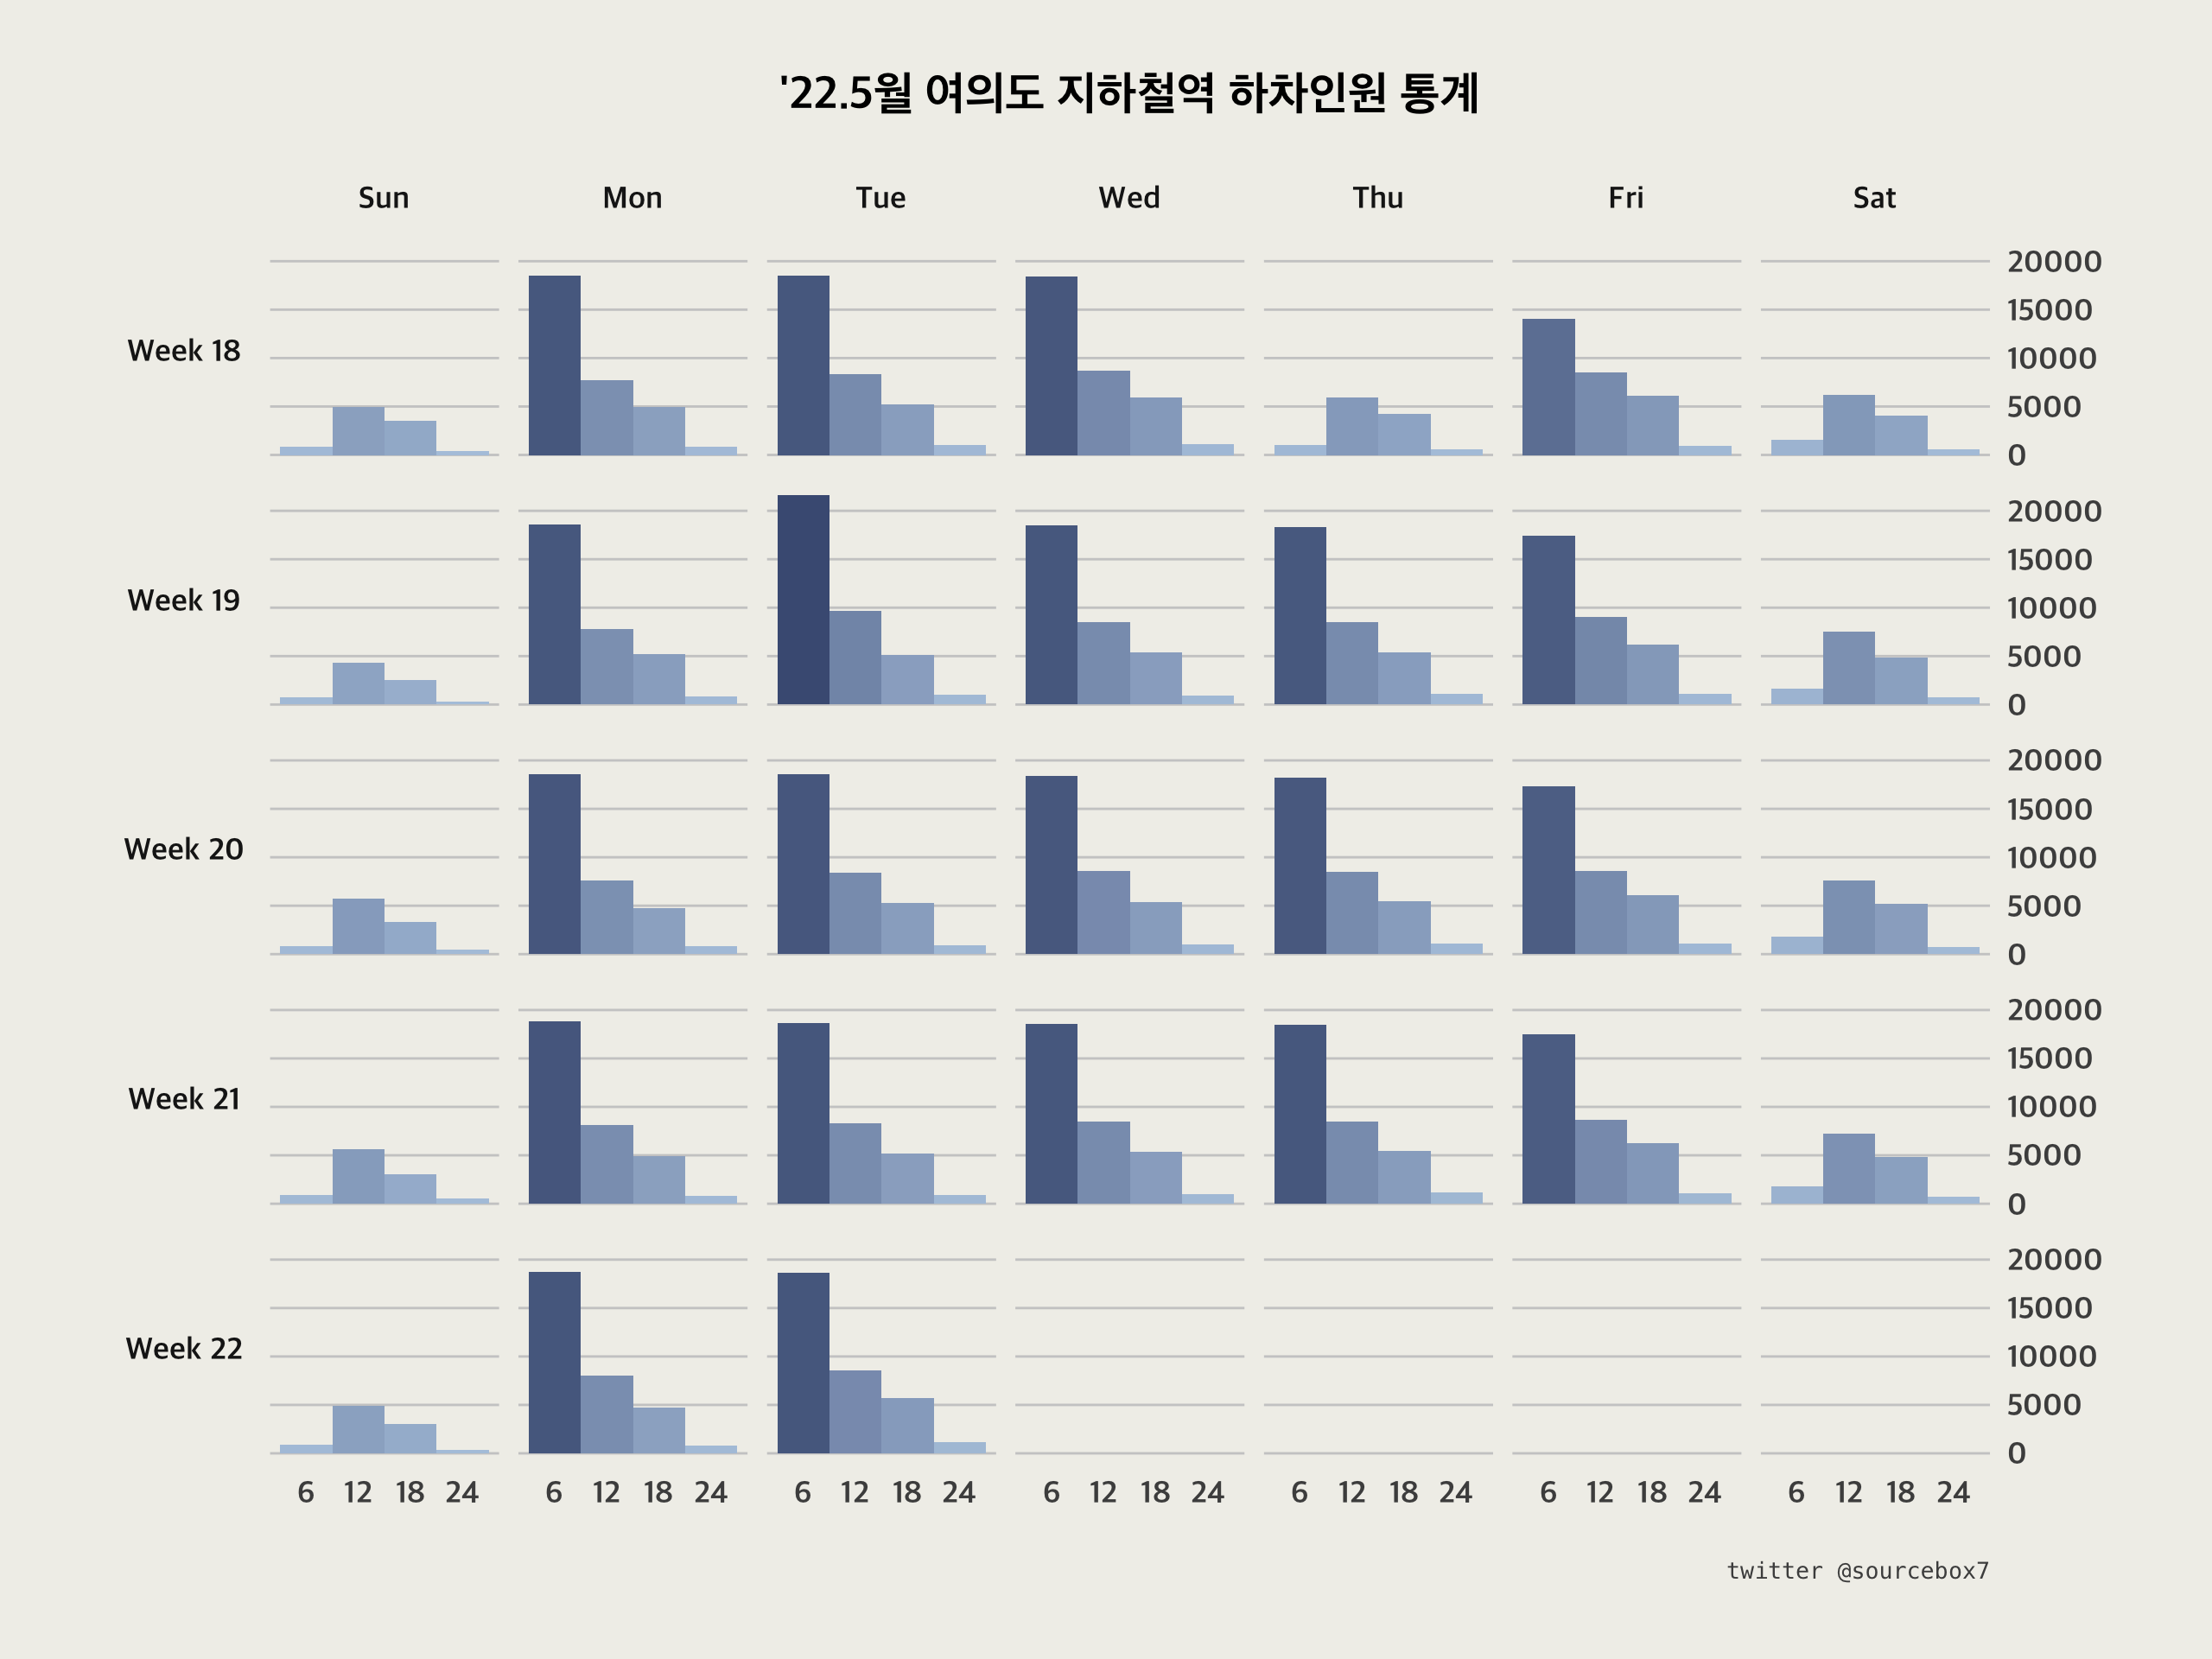 '22.5월 여의도 지하철역 하차인원 통계
Sun Mon Tue Wed Thu Fri Sat
20000
15000
Week 18
10000
5000
0
20000
15000
Week 19
10000
5000
0
20000
15000
Week 20
10000
5000
0
20000
15000
Week 21
10000
5000
0
20000
15000
Week 22
10000
5000
0
6 12 18 24 6 12 18 24 6 12 18 24 6 12 18 24 6 12 18 24 6 12 18 24 6 12 18 24
twitter @sourcebox7